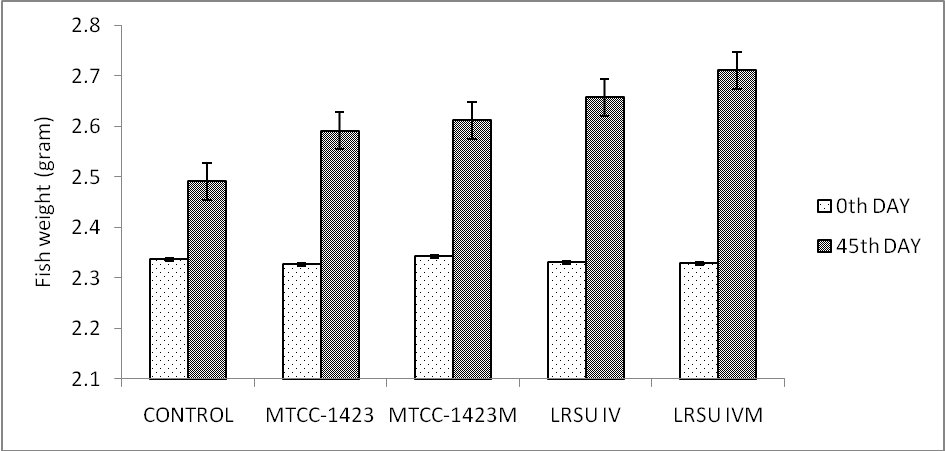 2.8
2.7
2.6
2.5
2.4
2.3
2.2
2.1
Fish weight (gram)
CONTROL
MTCC-1423
MTCC-1423M
LRSU IV
LRSU IVM
0th DAY
45th DAY